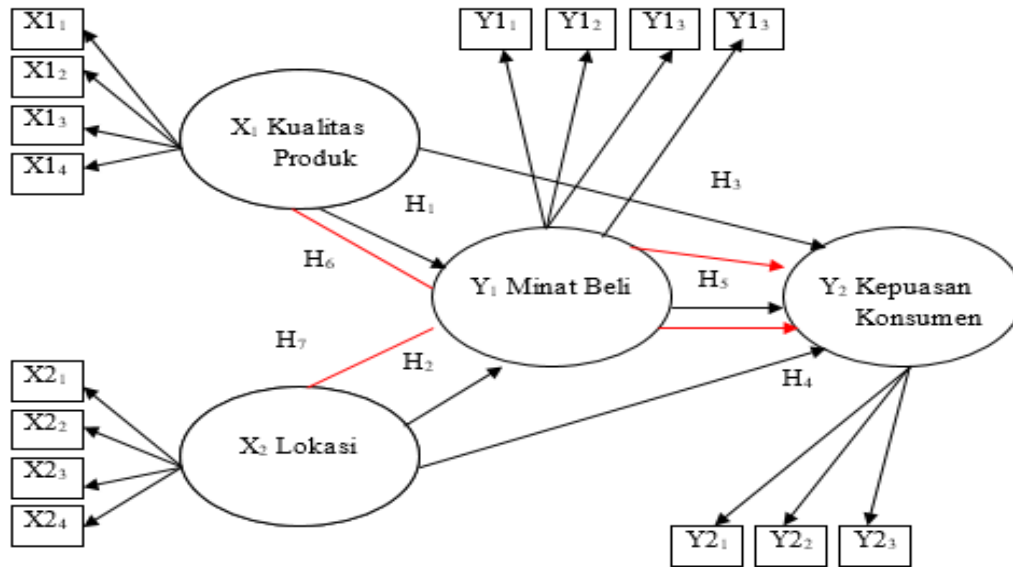 X1₁
X1₂
X1₃
X1₄
Y1₁
Y1₂
Y1₃
Y1₃
X₁ Kualitas
Produk
H₁
H₃
H₆
Y₁ Minat Beli
H₅
Y₂ Kepuasan
Konsumen
H₇
H₂
H₄
X2₁
X2₂
X2₃
X2₄
X₂ Lokasi
Y2₁
Y2₂
Y2₃